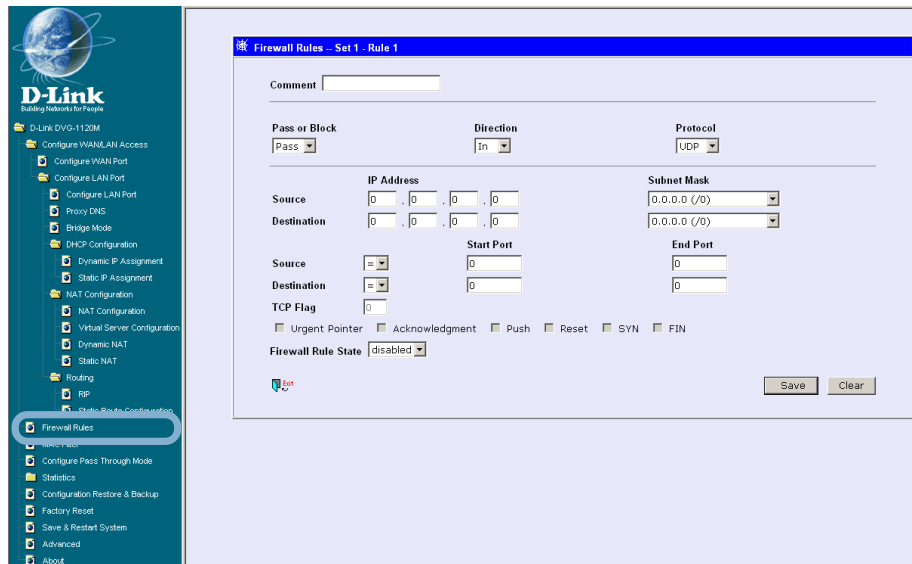 D-Link
Building Networks for People
D-Link DVG-1120M
Configure WAN/LAN Access
Configure WAN Port
Configure LAN Port
Configure LAN Port
Proxy DNS
Bridge Mode
DHCP Configuration
Dynamic IP Assignment
Static IP Assignment
NAT Configuration
NAT Configuration
Virtual Server Configuration
Dynamic NAT
Static NAT
Routing
RIP
Static Route Configuration
Firewall Rules
MAC Filter
Configure Pass Through Mode
Statistics
Configuration Restore & Backup
Factory Reset
Save & Restart System
Advanced
About
Firewall Rules -- Set 1 - Rule 1
Comment
Pass or Block Direction Protocol
Pass In UDP
IP Address Subnet Mask
Source 0 . 0 . 0 . 0 0.0.0.0 (/0)
Destination 0 . 0 . 0 . 0 0.0.0.0 (/0)
Start Port End Port
Source = 0 0
Destination = 0 0
TCP Flag 0
Urgent Pointer Acknowledgment Push Reset SYN FIN
Firewall Rule State disabled
Exit Save Clear